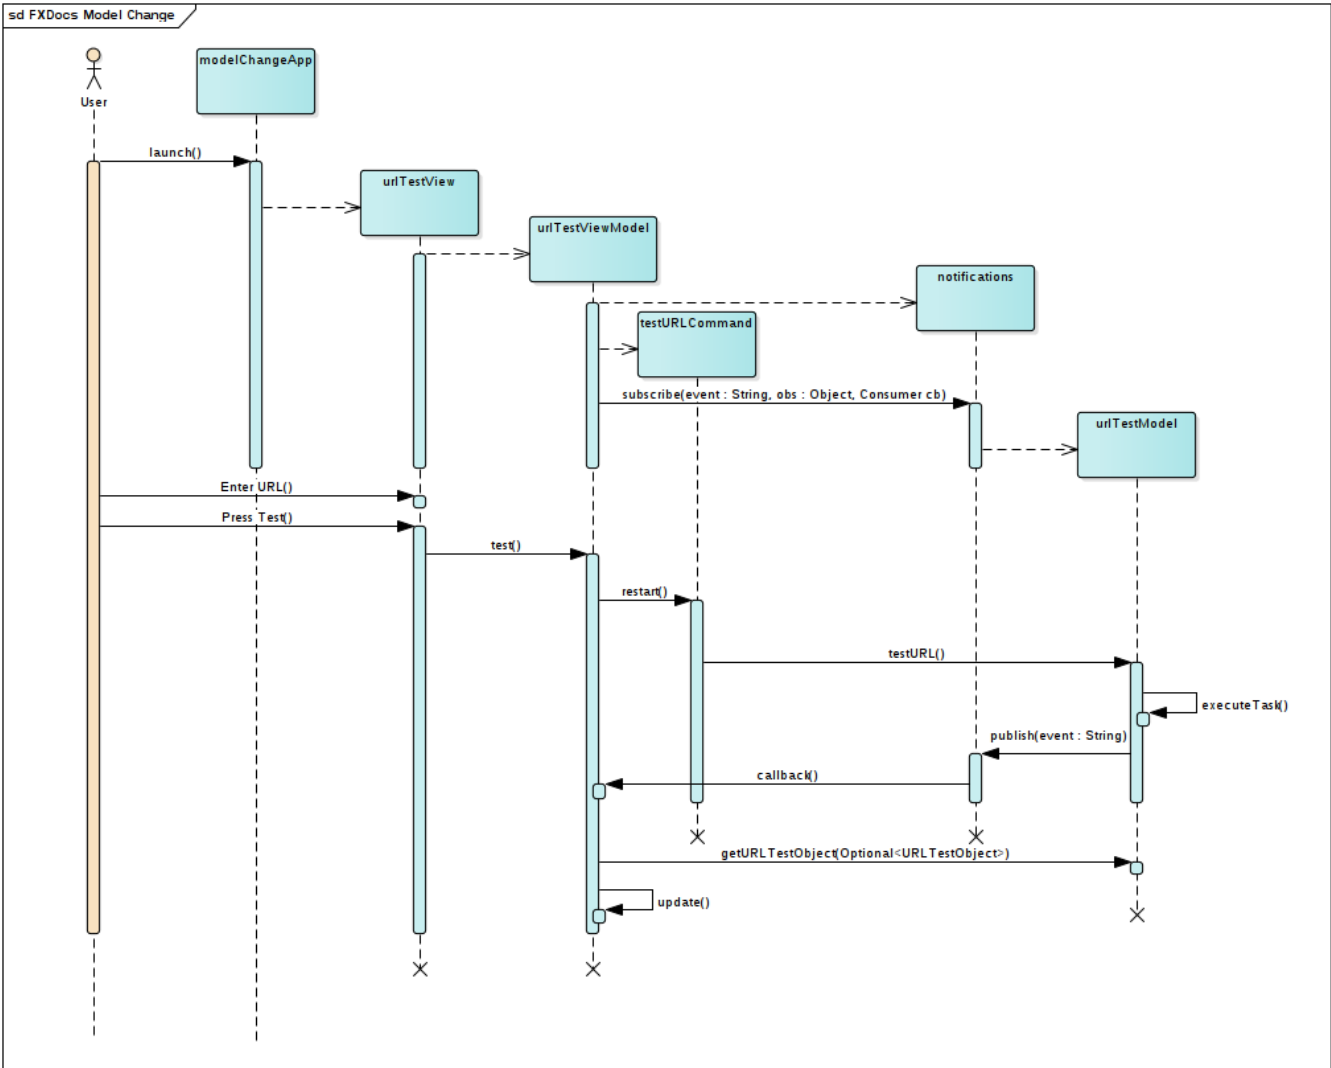 sd FXDocs Model Change
modelChangeApp
User
launch()
urlTestView
urlTestViewModel
notifications
testURLCommand
subscribe(event : String, obs : Object, Consumer cb)
urlTestModel
Enter URL()
Press Test()
test()
restart()
testURL()
executeTask()
publish(event : String)
callback()
getURLTestObject(Optional<URLTestObject>)
update()